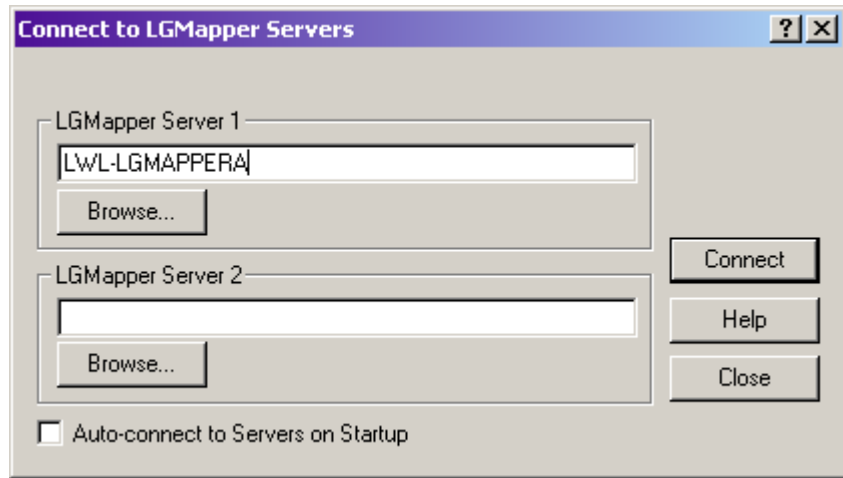 Connect to LGMapper Servers
LGMapper Server 1
LWL-LGMAPPERA
Browse...
LGMapper Server 2
Browse...
Connect
Help
Close
Auto-connect to Servers on Startup